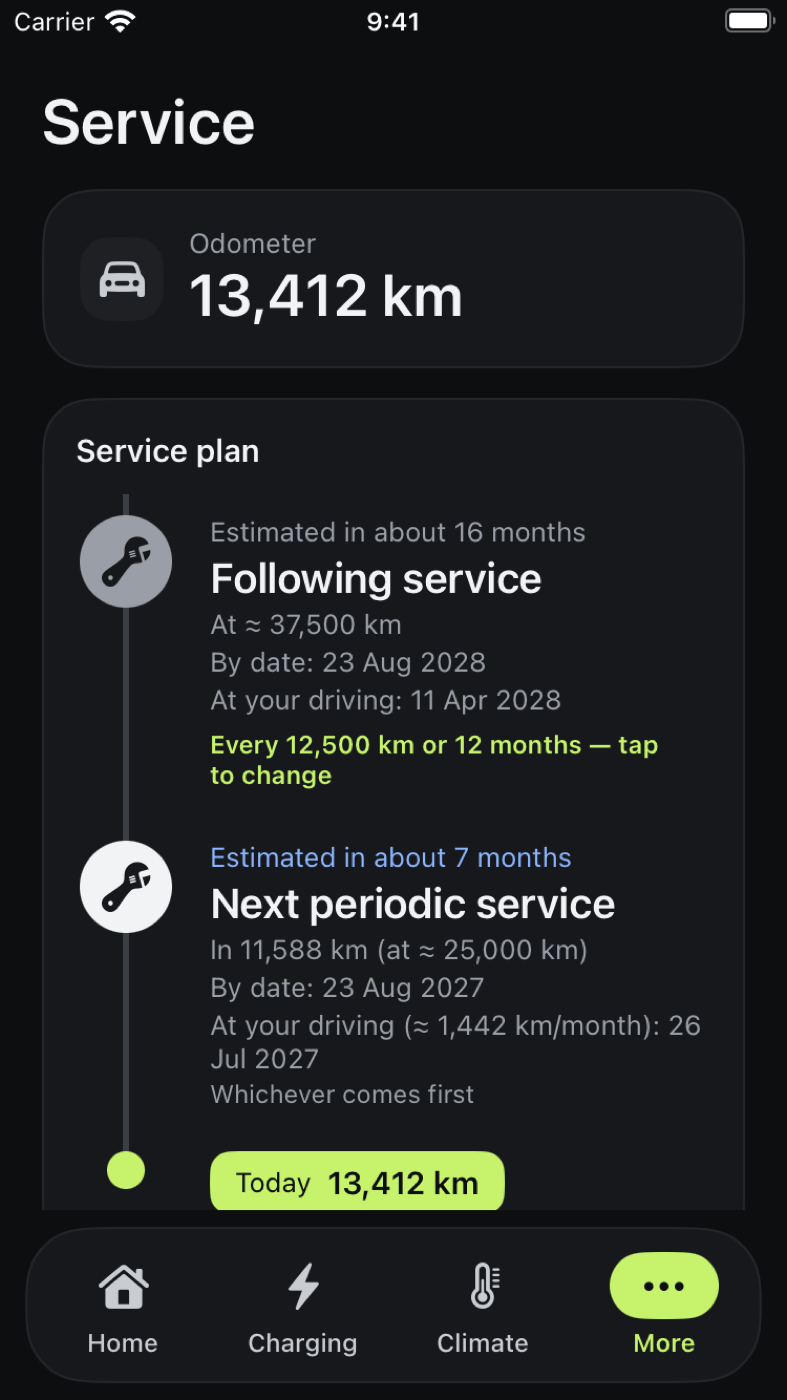 Carrier
9:41
Service
Odometer
13,412 km
Service plan
Estimated in about 16 months
Following service
At ≈ 37,500 km
By date: 23 Aug 2028
At your driving: 11 Apr 2028
Every 12,500 km or 12 months — tap
to change
Estimated in about 7 months
Next periodic service
In 11,588 km (at ≈ 25,000 km)
By date: 23 Aug 2027
At your driving (≈ 1,442 km/month): 26
Jul 2027
Whichever comes first
Today 13,412 km
Home
Charging
Climate
More